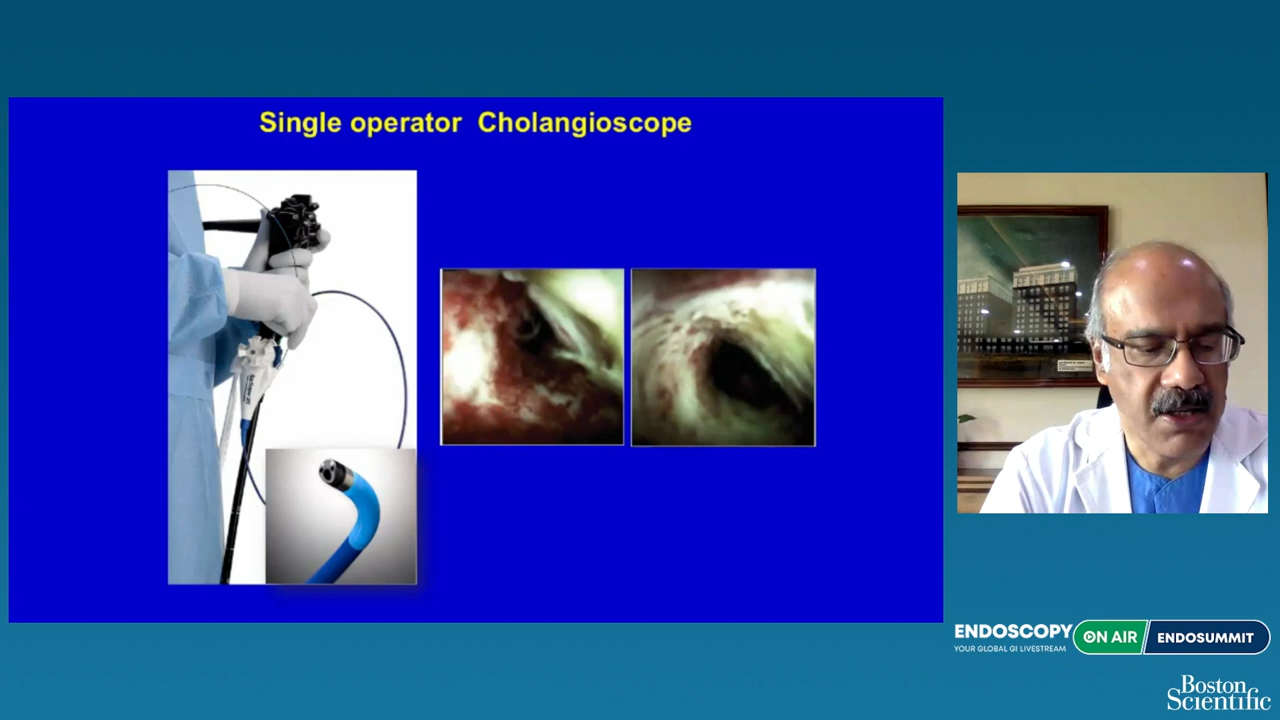 Single operator Cholangioscope
ENDOSCOPY
YOUR GLOBAL GI LIVESTREAM
ON AIR
ENDOSUMMIT
Boston
Scientific